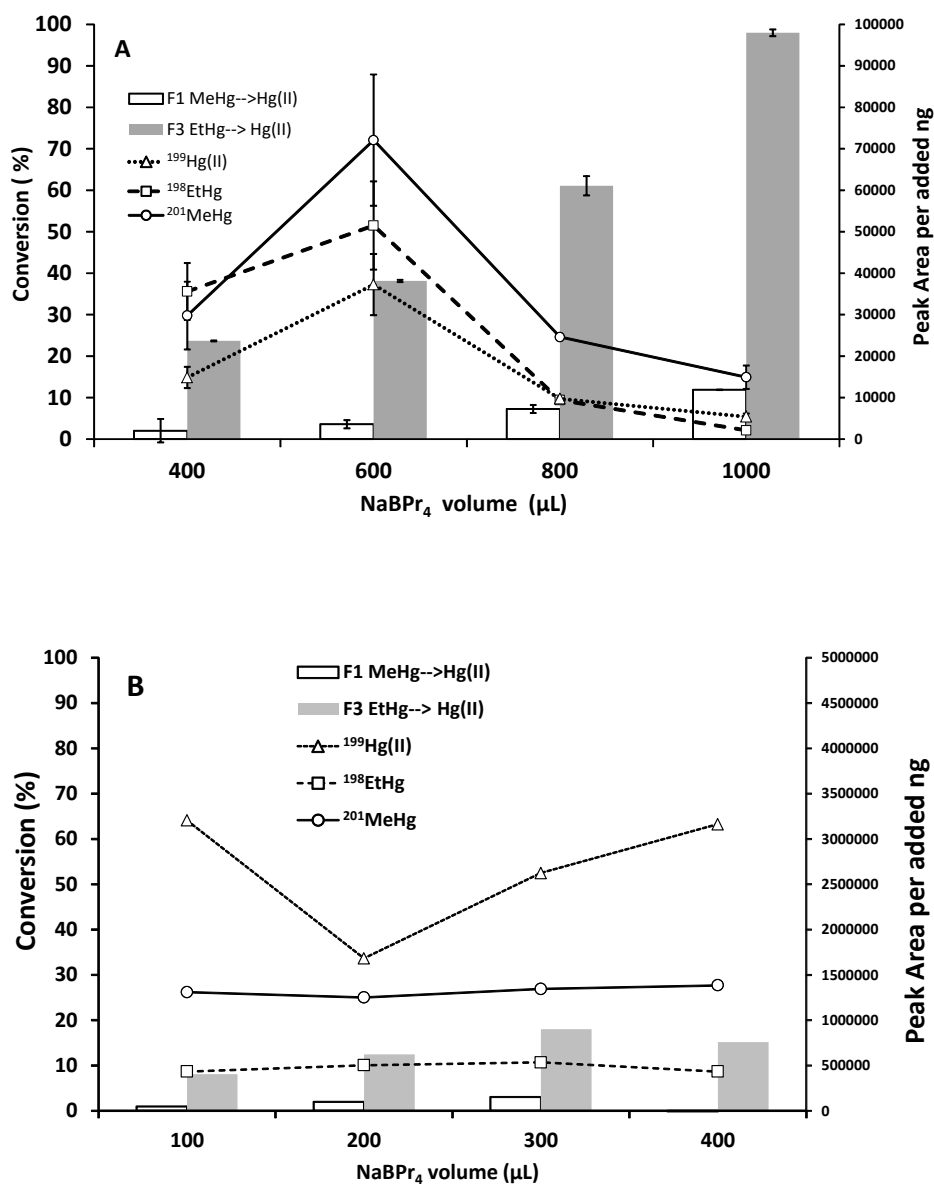 A
F1 MeHg-->Hg(II)
F3 EtHg--> Hg(II)
199Hg(II)
198EtHg
201MeHg
Conversion ( %)
100
90
80
70
60
50
40
30
20
10
0
400 600 800 1000
NaBPr4 volume (µL)
100000
90000
80000
70000
60000
50000
40000
30000
20000
10000
0
Peak Area per added ng
B
F1 MeHg-->Hg(II)
F3 EtHg--> Hg(II)
199Hg(II)
198EtHg
201MeHg
Conversion (%)
100
90
80
70
60
50
40
30
20
10
0
100 200 300 400
NaBPr4 volume (µL)
5000000
4500000
4000000
3500000
3000000
2500000
2000000
1500000
1000000
500000
0
Peak Area per added ng